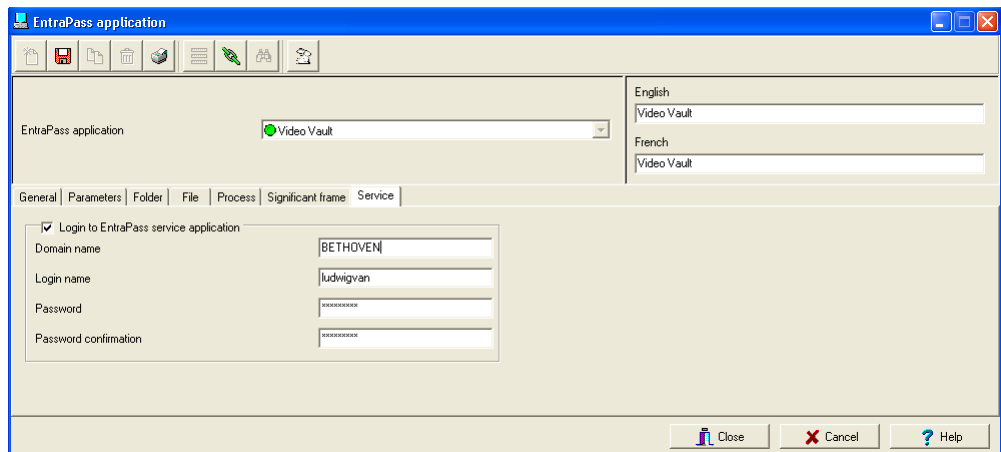 EntraPass application
English
Video Vault
EntraPass application
Video Vault
French
Video Vault
General Parameters Folder File Process Significant frame Service
Login to EntraPass service application
Domain name BETHOVEN
Login name ludwigvan
Password *********
Password confirmation *********
Close Cancel ? Help